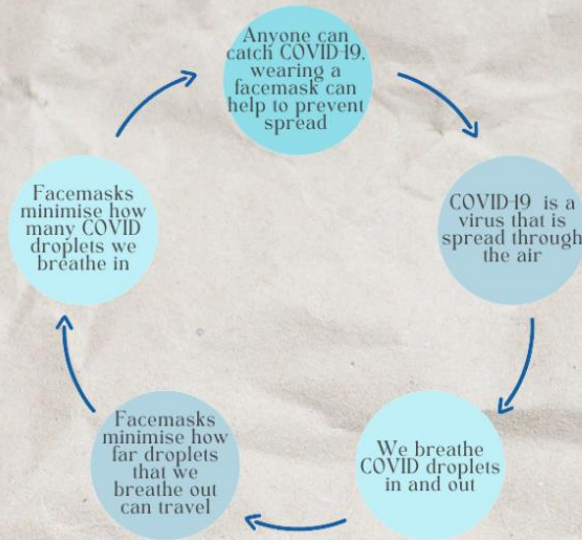 Anyone can
catch COVID-19,
wearing a
facemask can
help to prevent
spread
COVID-19 is a
virus that is
spread through
the air
We breathe
COVID droplets
in and out
Facemasks
minimise how
far droplets
that we
breathe out
can travel
Facemasks
minimise how
many COVID
droplets we
breathe in